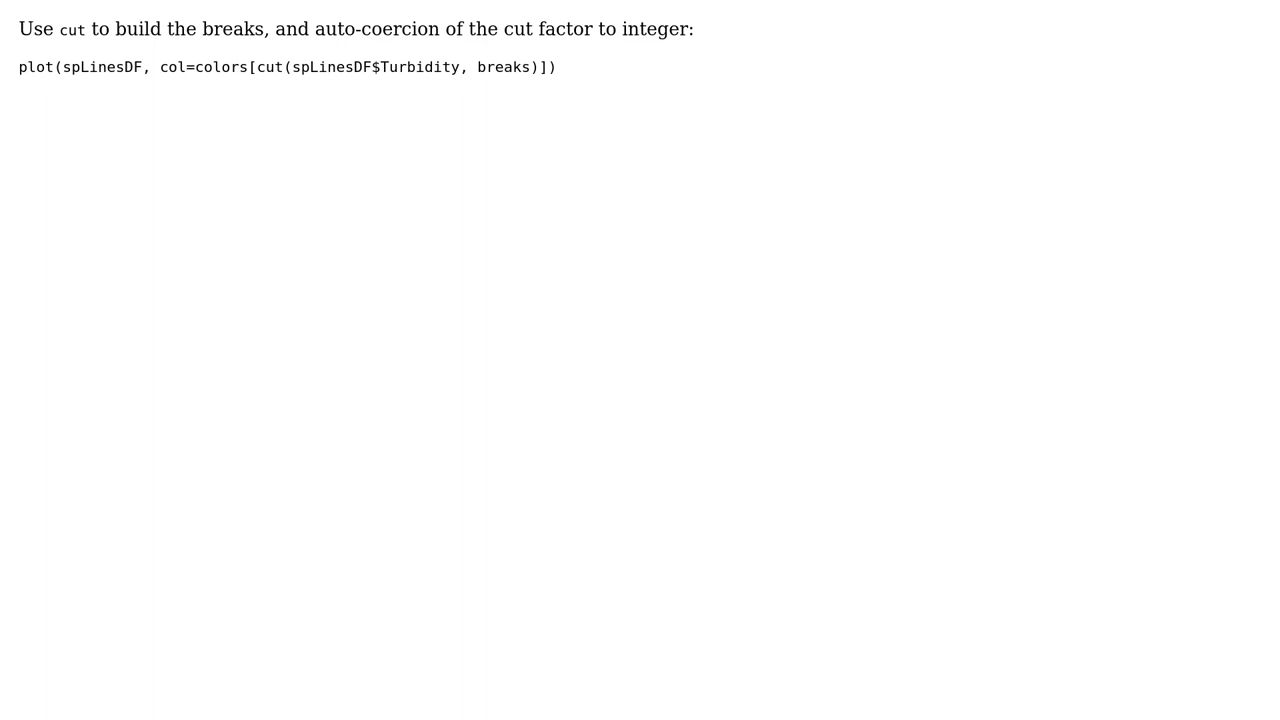 Use cut to build the breaks, and auto-coercion of the cut factor to integer:
plot(spLinesDF, col=colors[cut(spLinesDF$Turbidity, breaks)])